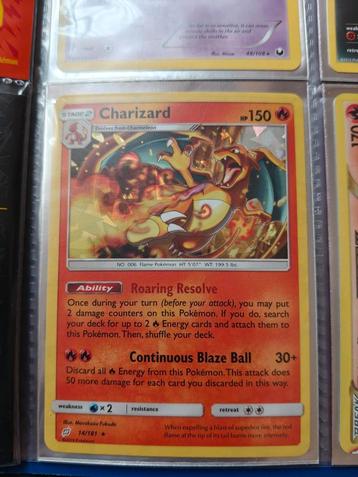 49/108
STAGE 2
Charizard
HP 150
Evolves from Charmeleon
NO. 006 Flame Pokémon HT: 5'07" WT: 199.5 lbs.
Ability Roaring Resolve
Once during your turn (before your attack), you may put
2 damage counters on this Pokémon. If you do, search
your deck for up to 2 Energy cards and attach them
to this Pokémon. Then, shuffle your deck.
Continuous Blaze Ball 30+
Discard all Energy from this Pokémon. This attack does
50 more damage for each card you discarded in this way.
weakness ×2 resistance retreat
14/181
When expelling a blast of superhot fire, the red
flame at the tip of its tail burns more intensely.